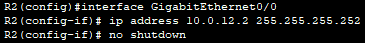 R2(config)#interface GigabitEthernet0/0
R2(config-if)# ip address 10.0.12.2 255.255.255.252
R2(config-if)# no shutdown